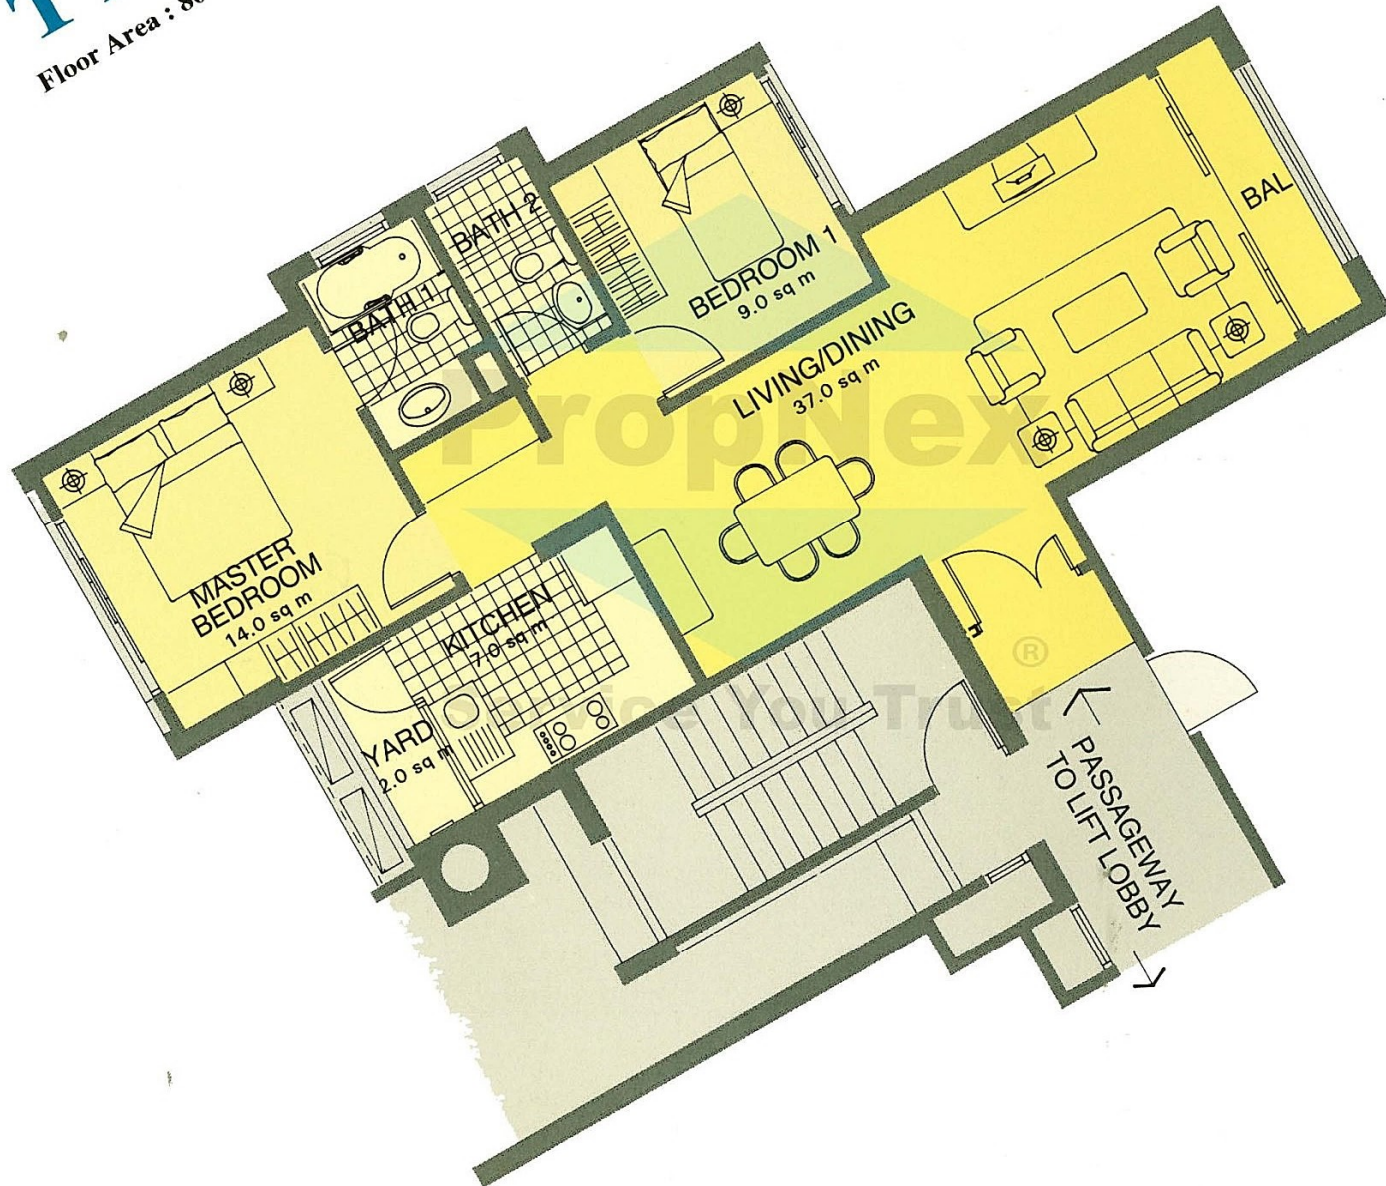 Floor Area :
BATH 2
BATH 1
BEDROOM 1
9.0 sq m
BAL
LIVING/DINING
37.0 sq m
MASTER
BEDROOM
14.0 sq m
KITCHEN
7.0 sq m
YARD
2.0 sq m
PASSAGEWAY
TO LIFT LOBBY
PropNex
®
Service You Trust